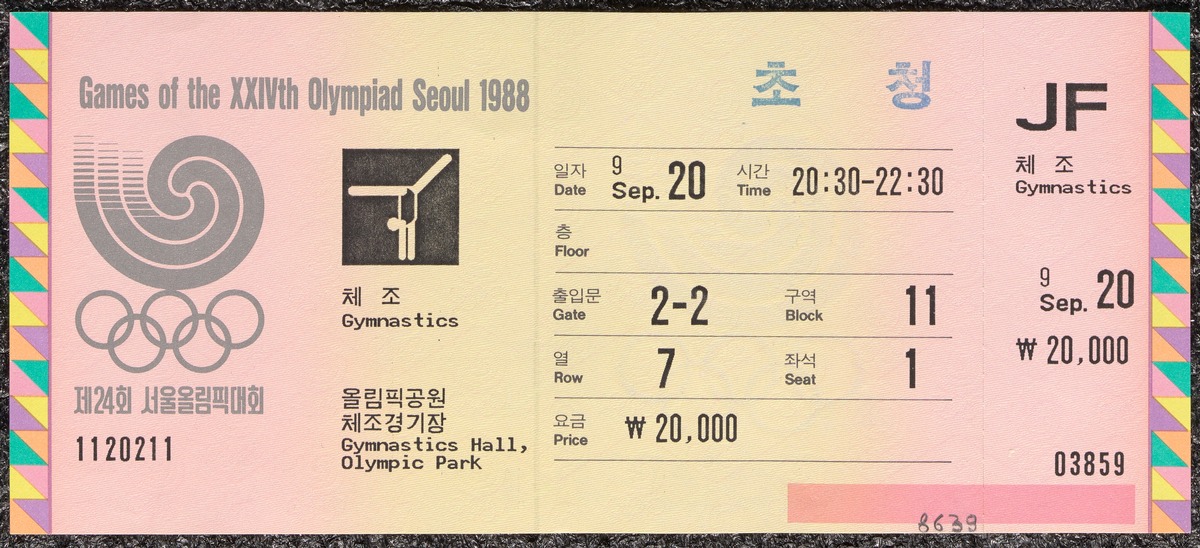 Games of the XXIVth Olympiad Seoul 1988
제24회 서울올림픽대회
1120211
체 조
Gymnastics
올림픽공원
체조경기장
Gymnastics Hall,
Olympic Park
초 청
일자 9 시간
Date Sep. 20 Time 20:30-22:30
층
Floor
출입문 구역
Gate 2-2 Block 11
열 좌석
Row 7 Seat 1
요금
Price ₩ 20,000
JF
체 조
Gymnastics
9
Sep. 20
₩ 20,000
03859
8639